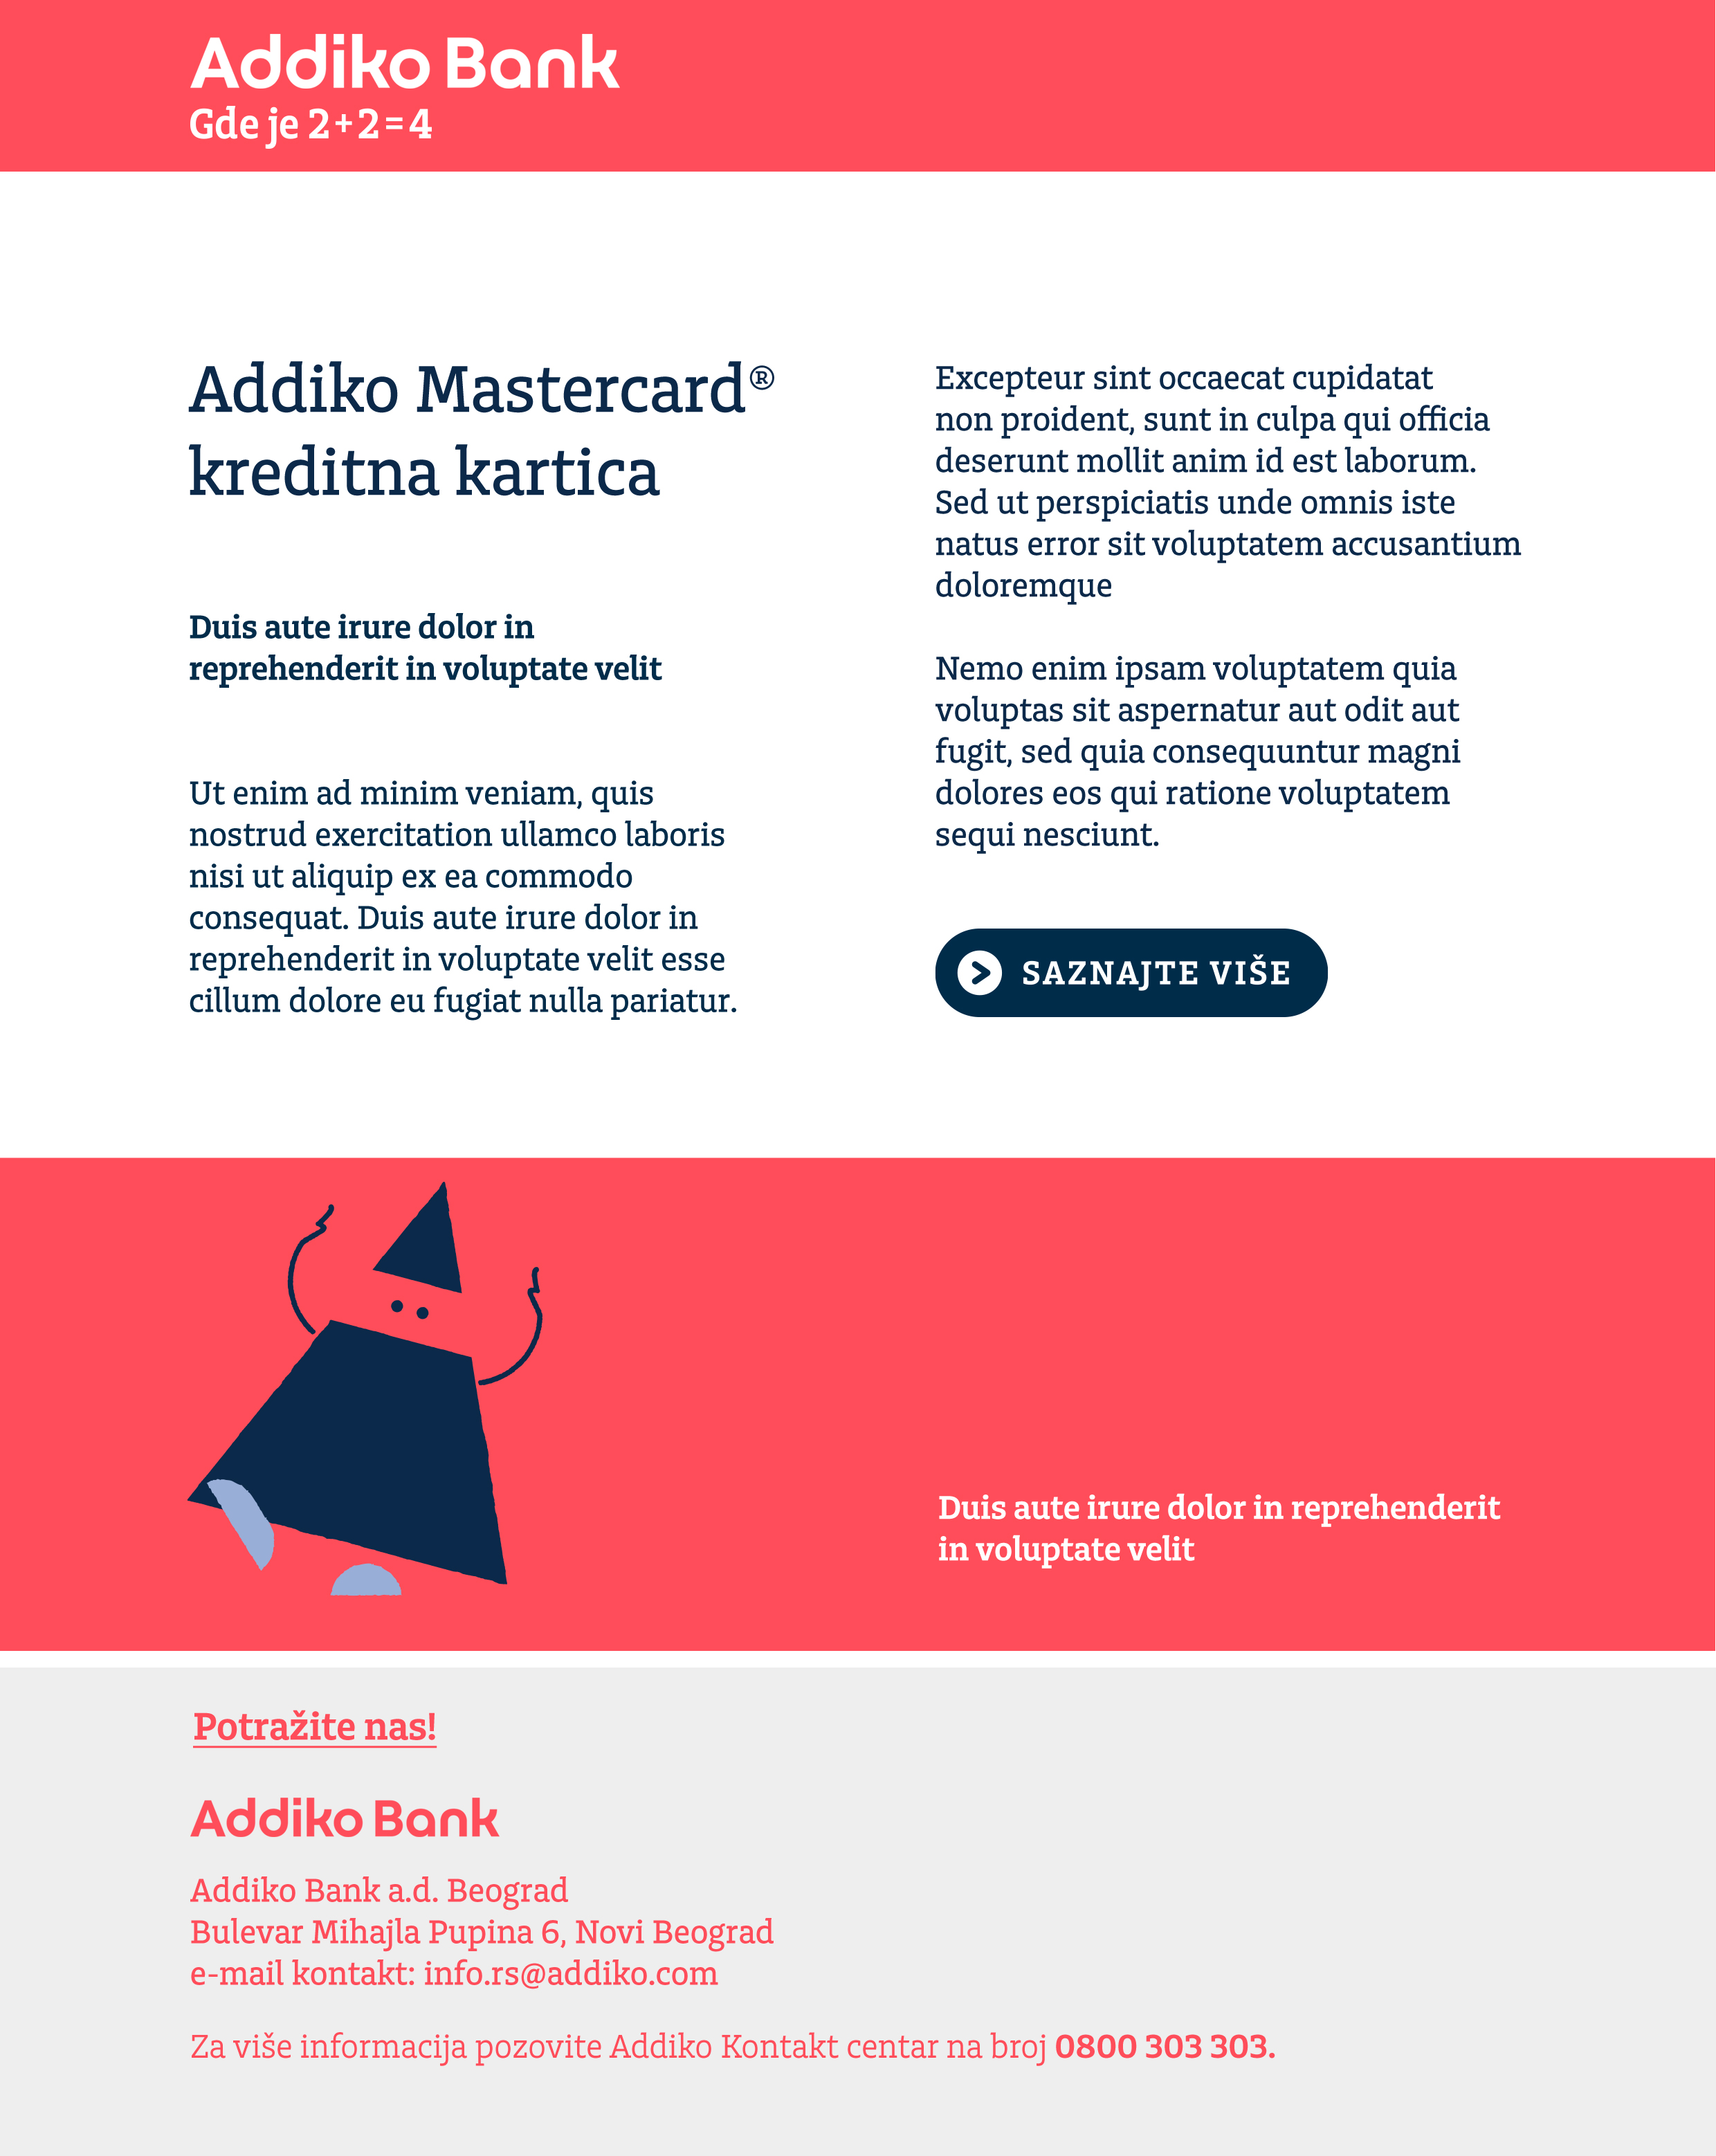 Addiko Bank
Gde je 2+2=4
Addiko Mastercard®
kreditna kartica
Duis aute irure dolor in
reprehenderit in voluptate velit
Ut enim ad minim veniam, quis
nostrud exercitation ullamco laboris
nisi ut aliquip ex ea commodo
consequat. Duis aute irure dolor in
reprehenderit in voluptate velit esse
cillum dolore eu fugiat nulla pariatur.
Excepteur sint occaecat cupidatat
non proident, sunt in culpa qui officia
deserunt mollit anim id est laborum.
Sed ut perspiciatis unde omnis iste
natus error sit voluptatem accusantium
doloremque
Nemo enim ipsam voluptatem quia
voluptas sit aspernatur aut odit aut
fugit, sed quia consequuntur magni
dolores eos qui ratione voluptatem
sequi nesciunt.
SAZNAJTE VIŠE
Duis aute irure dolor in reprehenderit
in voluptate velit
Potražite nas!
Addiko Bank
Addiko Bank a.d. Beograd
Bulevar Mihajla Pupina 6, Novi Beograd
e-mail kontakt: info.rs@addiko.com
Za više informacija pozovite Addiko Kontakt centar na broj 0800 303 303.